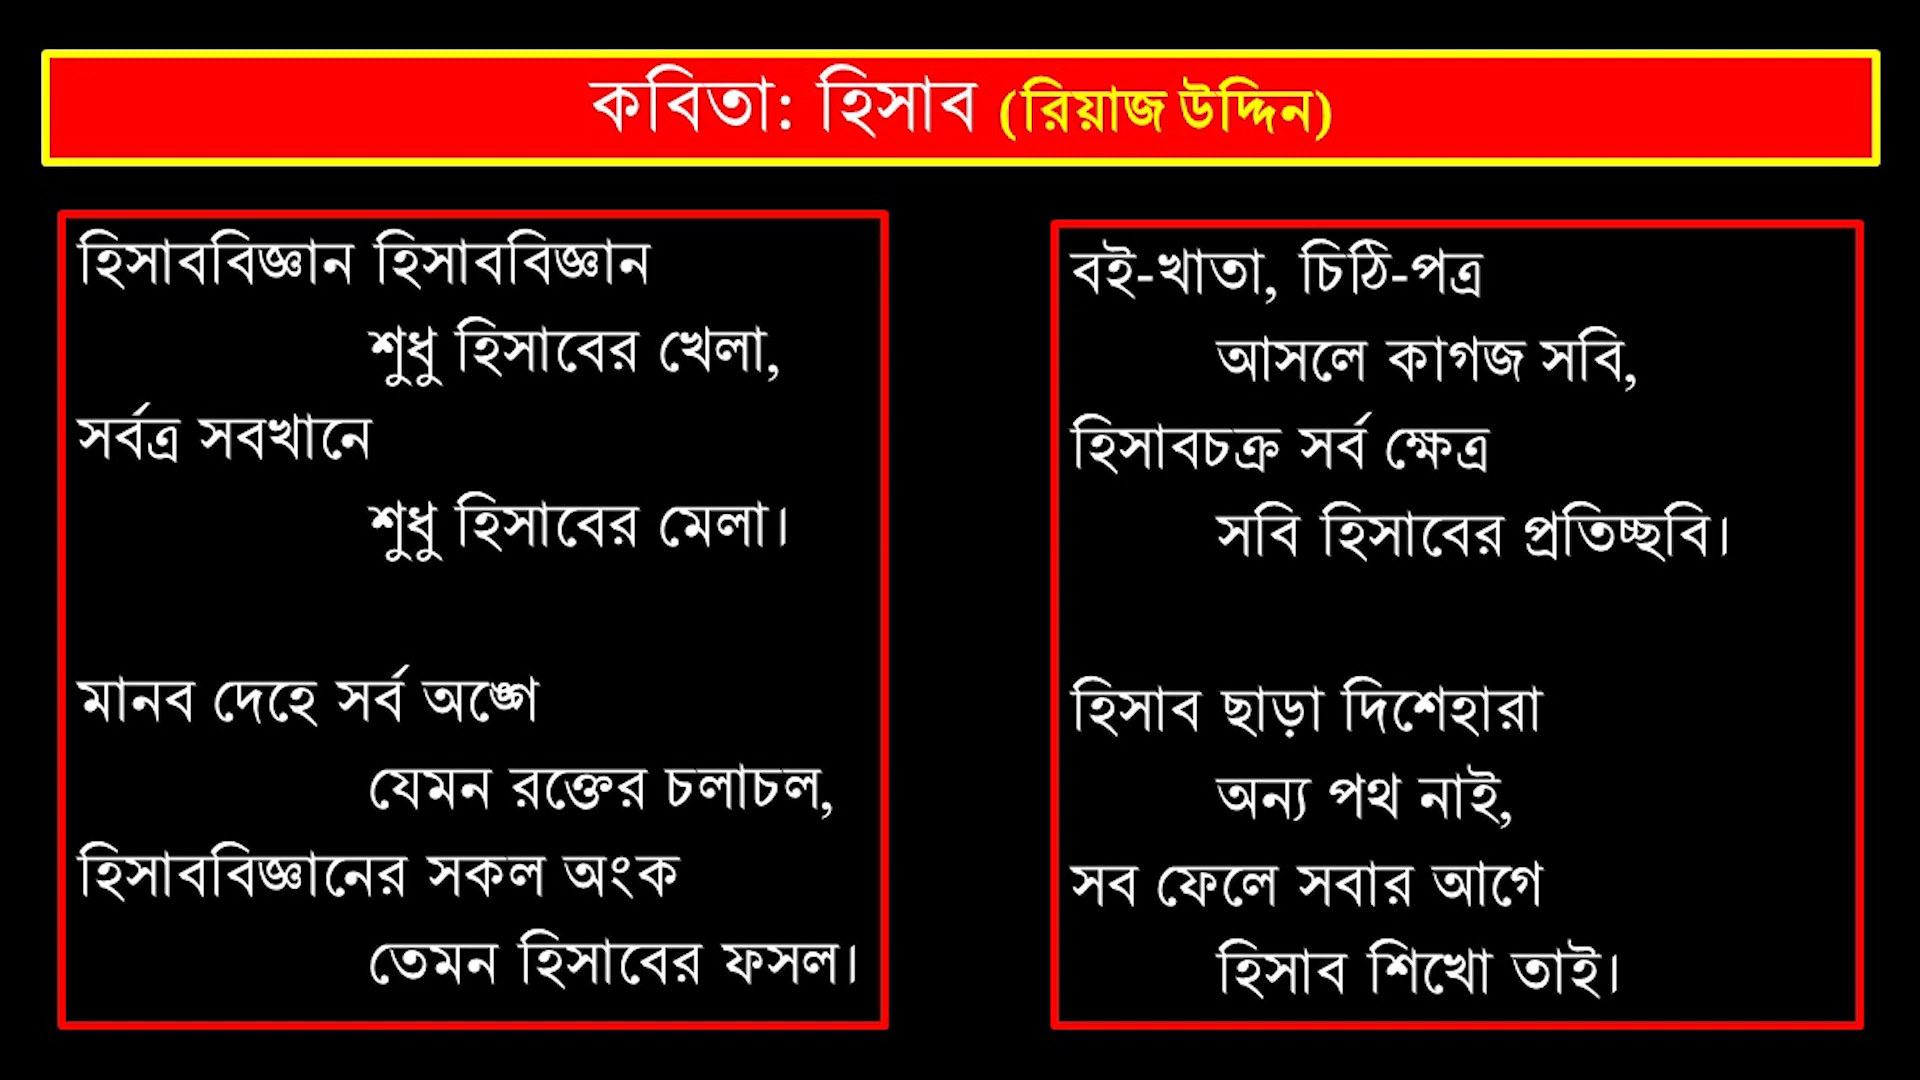 কবিতা: হিসাব (রিয়াজ উদ্দিন)
হিসাববিজ্ঞান হিসাববিজ্ঞান
শুধু হিসাবের খেলা,
সর্বত্র সবখানে
শুধু হিসাবের মেলা।
মানব দেহে সর্ব অঙ্গে
যেমন রক্তের চলাচল,
হিসাববিজ্ঞানের সকল অংক
তেমন হিসাবের ফসল।
বই-খাতা, চিঠি-পত্র
আসলে কাগজ সবি,
হিসাবচক্র সর্ব ক্ষেত্র
সবি হিসাবের প্রতিচ্ছবি।
হিসাব ছাড়া দিশেহারা
অন্য পথ নাই,
সব ফেলে সবার আগে
হিসাব শিখো তাই।